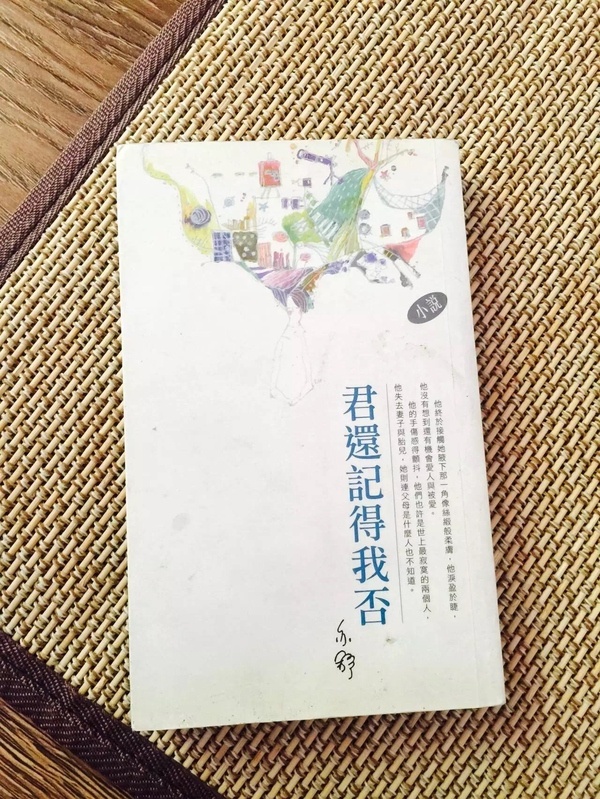 小說
他終於接觸她腋下那一角像絲緞般柔膚，他淚盈於睫，
他沒有想到還有機會愛人與被愛。
他的手傷感得顫抖，他們也許是世上最寂寞的兩個人，
他失去妻子與胎兒，她則連父母是什麼人也不知道。
君還記得我否
亦舒